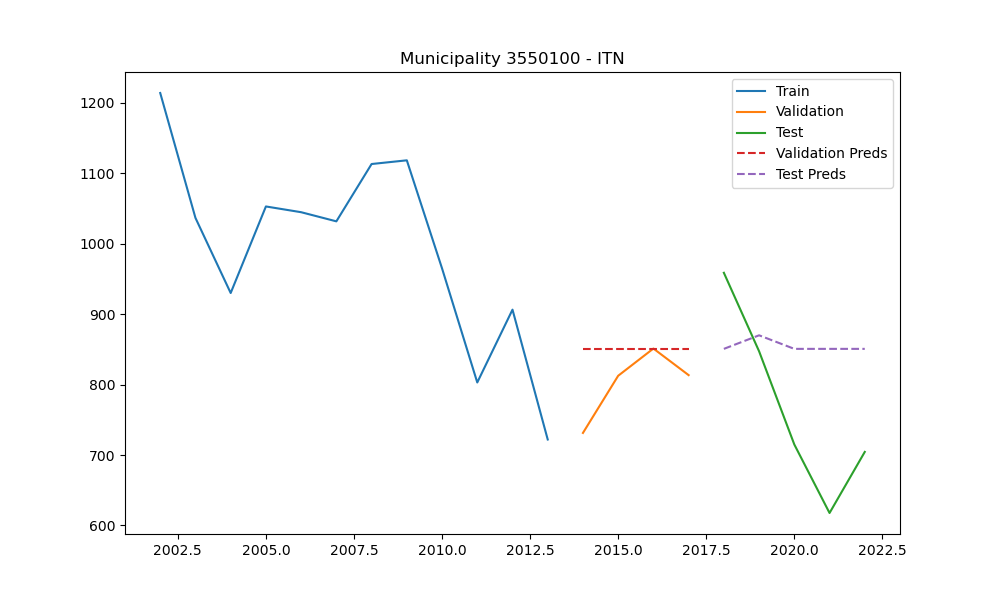 Municipality 3550100 - ITN
Train
Validation
Test
Validation Preds
Test Preds
1200
1100
1000
900
800
700
600
2002.5 2005.0 2007.5 2010.0 2012.5 2015.0 2017.5 2020.0 2022.5